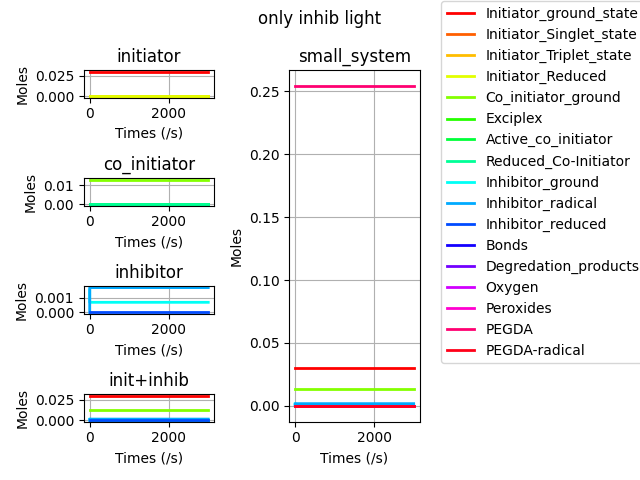 only inhib light
initiator
Moles
0.025
0.000
0
2000
Times (/s)
co_initiator
Moles
0.01
0.00
0
2000
Times (/s)
inhibitor
Moles
0.001
0.000
0
2000
Times (/s)
init+inhib
Moles
0.025
0.000
0
2000
Times (/s)
small_system
Moles
0.25
0.20
0.15
0.10
0.05
0.00
0
2000
Times (/s)
Initiator_ground_state
Initiator_Singlet_state
Initiator_Triplet_state
Initiator_Reduced
Co_initiator_ground
Exciplex
Active_co_initiator
Reduced_Co-Initiator
Inhibitor_ground
Inhibitor_radical
Inhibitor_reduced
Bonds
Degredation_products
Oxygen
Peroxides
PEGDA
PEGDA-radical